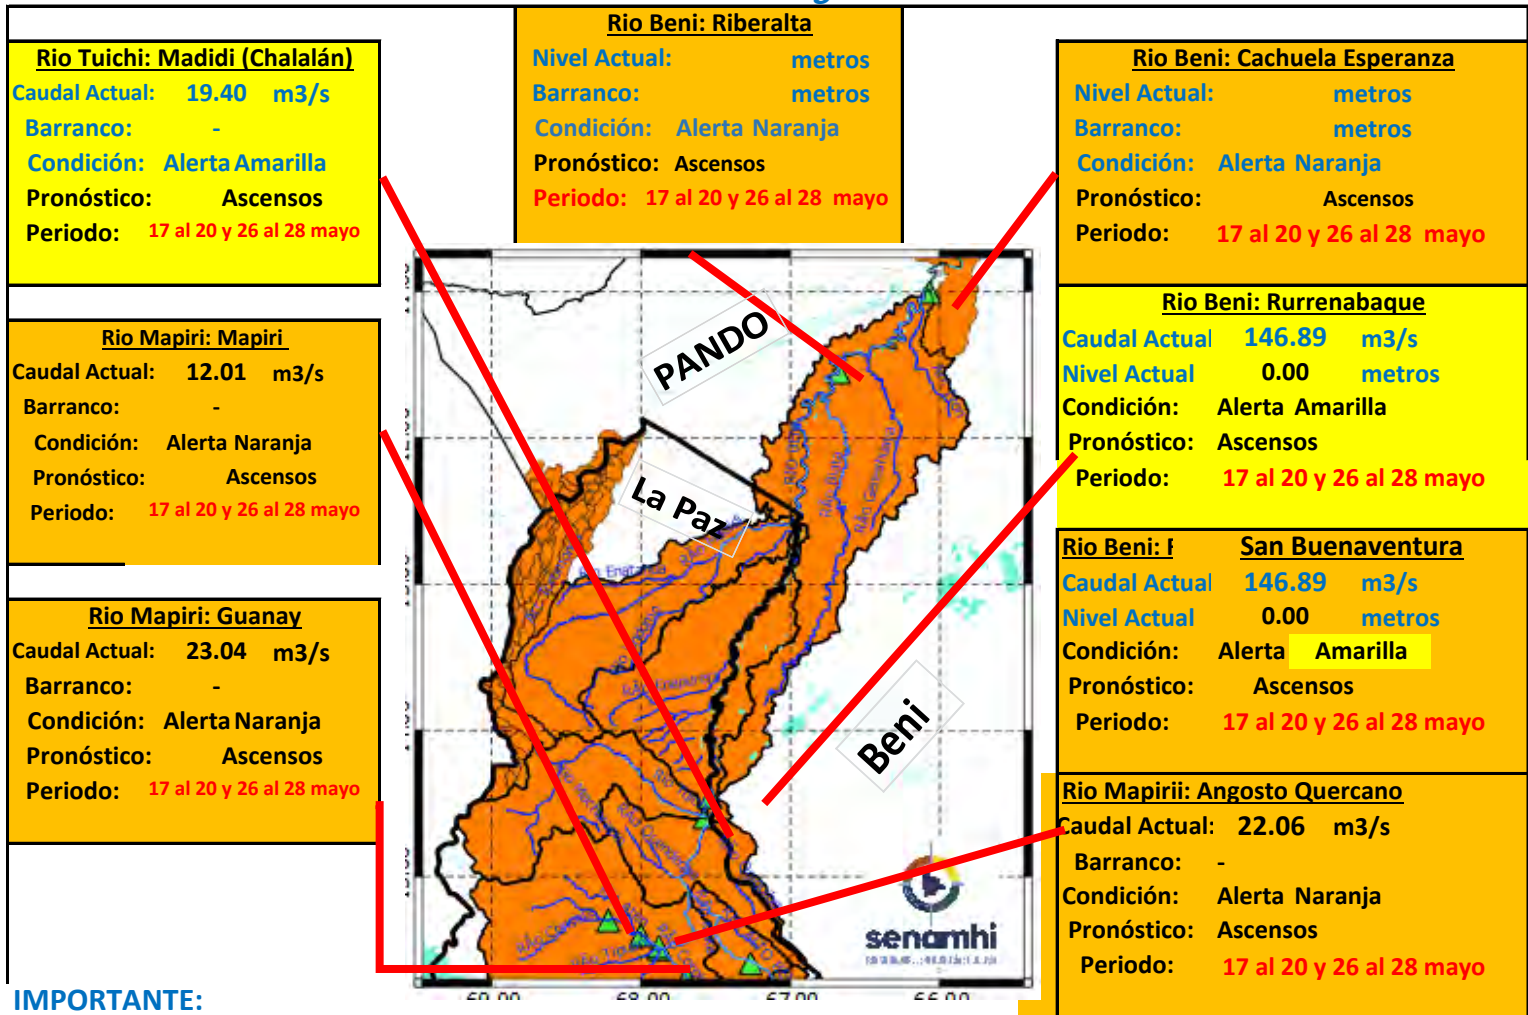 Rio Tuichi: Madidi (Chalalán)
Caudal Actual: 19.40 m3/s
Barranco: -
Condición: Alerta Amarilla
Pronóstico: Ascensos
Periodo: 17 al 20 y 26 al 28 mayo
Rio Mapiri: Mapiri
Caudal Actual: 12.01 m3/s
Barranco: -
Condición: Alerta Naranja
Pronóstico: Ascensos
Periodo: 17 al 20 y 26 al 28 mayo
Rio Mapiri: Guanay
Caudal Actual: 23.04 m3/s
Barranco: -
Condición: Alerta Naranja
Pronóstico: Ascensos
Periodo: 17 al 20 y 26 al 28 mayo
Rio Beni: Riberalta
Nivel Actual: metros
Barranco: metros
Condición: Alerta Naranja
Pronóstico: Ascensos
Periodo: 17 al 20 y 26 al 28 mayo
PANDO
La Paz
Beni
senamhi
69.00 68.00 67.00 66.00
Rio Beni: Cachuela Esperanza
Nivel Actual: metros
Barranco: metros
Condición: Alerta Naranja
Pronóstico: Ascensos
Periodo: 17 al 20 y 26 al 28 mayo
Rio Beni: Rurrenabaque
Caudal Actual 146.89 m3/s
Nivel Actual 0.00 metros
Condición: Alerta Amarilla
Pronóstico: Ascensos
Periodo: 17 al 20 y 26 al 28 mayo
Rio Beni: San Buenaventura
Caudal Actual 146.89 m3/s
Nivel Actual 0.00 metros
Condición: Alerta Amarilla
Pronóstico: Ascensos
Periodo: 17 al 20 y 26 al 28 mayo
Rio Mapirii: Angosto Quercano
Caudal Actual: 22.06 m3/s
Barranco: -
Condición: Alerta Naranja
Pronóstico: Ascensos
Periodo: 17 al 20 y 26 al 28 mayo
IMPORTANTE: